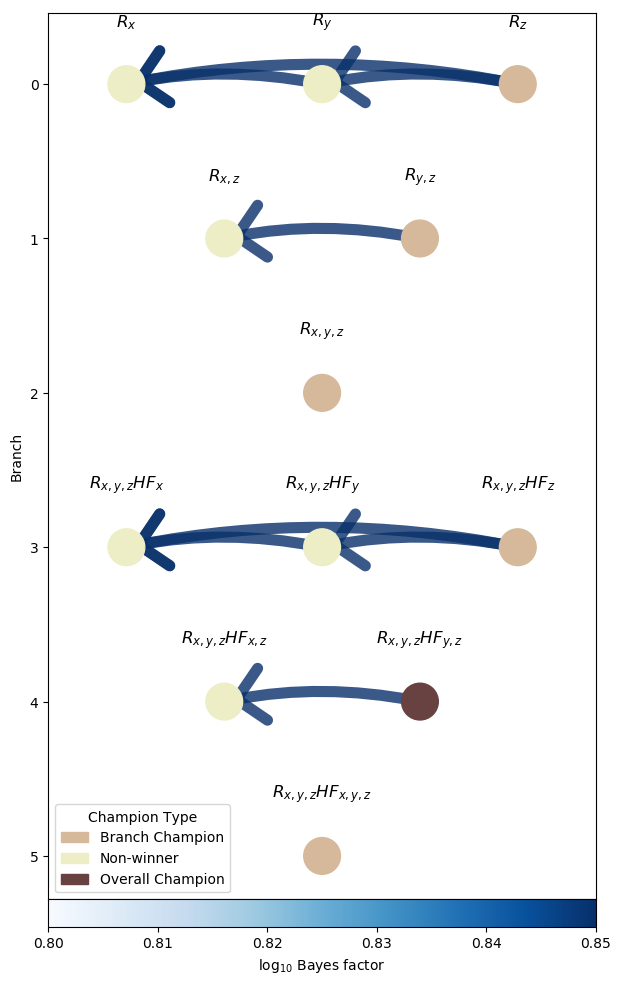 R_x R_y R_z
0
R_{x,z} R_{y,z}
1
R_{x,y,z}
2
Branch
R_{x,y,z}HF_x R_{x,y,z}HF_y R_{x,y,z}HF_z
3
R_{x,y,z}HF_{x,z} R_{x,y,z}HF_{y,z}
4
R_{x,y,z}HF_{x,y,z}
Champion Type
Branch Champion
Non-winner
Overall Champion
5
0.80 0.81 0.82 0.83 0.84 0.85
log_{10} Bayes factor